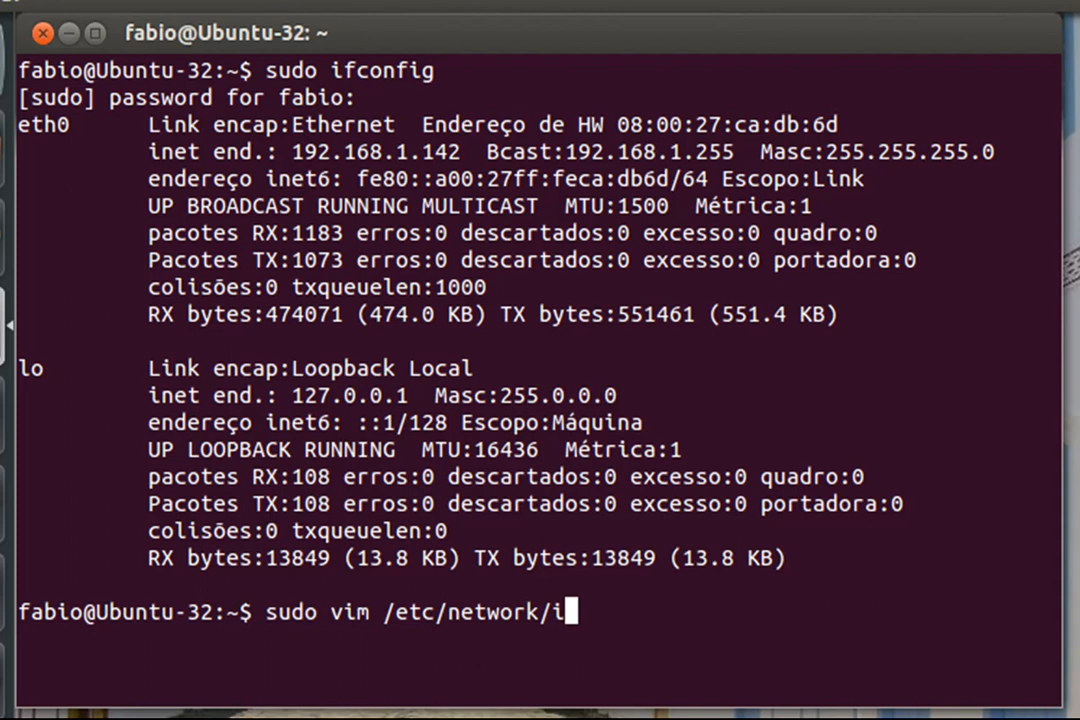 fabio@Ubuntu-32: ~
fabio@Ubuntu-32:~$ sudo ifconfig
[sudo] password for fabio:
eth0 Link encap:Ethernet Endereço de HW 08:00:27:ca:db:6d
inet end.: 192.168.1.142 Bcast:192.168.1.255 Masc:255.255.255.0
endereço inet6: fe80::a00:27ff:feca:db6d/64 Escopo:Link
UP BROADCAST RUNNING MULTICAST MTU:1500 Métrica:1
pacotes RX:1183 erros:0 descartados:0 excesso:0 quadro:0
Pacotes TX:1073 erros:0 descartados:0 excesso:0 portadora:0
colisões:0 txqueuelen:1000
RX bytes:474071 (474.0 KB) TX bytes:551461 (551.4 KB)
lo Link encap:Loopback Local
inet end.: 127.0.0.1 Masc:255.0.0.0
endereço inet6: ::1/128 Escopo:Máquina
UP LOOPBACK RUNNING MTU:16436 Métrica:1
pacotes RX:108 erros:0 descartados:0 excesso:0 quadro:0
Pacotes TX:108 erros:0 descartados:0 excesso:0 portadora:0
colisões:0 txqueuelen:0
RX bytes:13849 (13.8 KB) TX bytes:13849 (13.8 KB)
fabio@Ubuntu-32:~$ sudo vim /etc/network/i